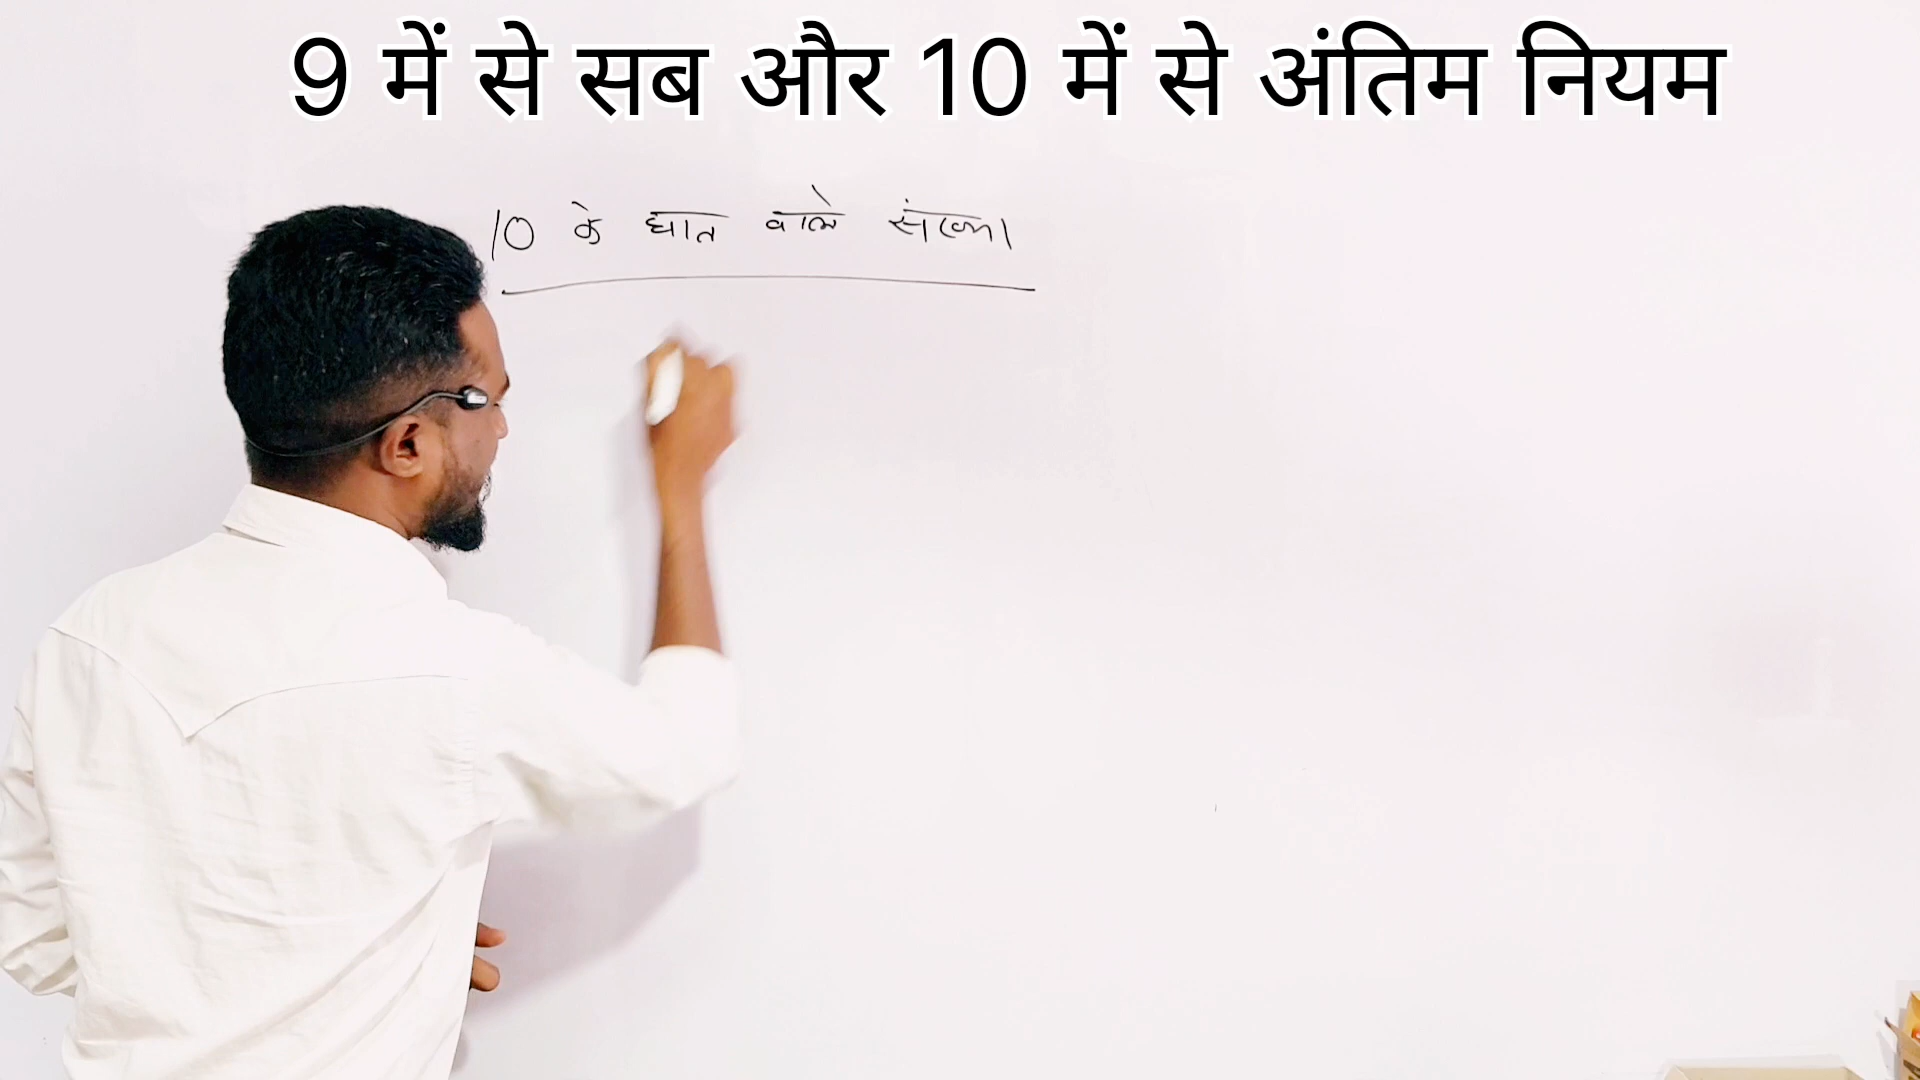 9 में से सब और 10 में से अंतिम नियम
10 के घात वाले संख्या